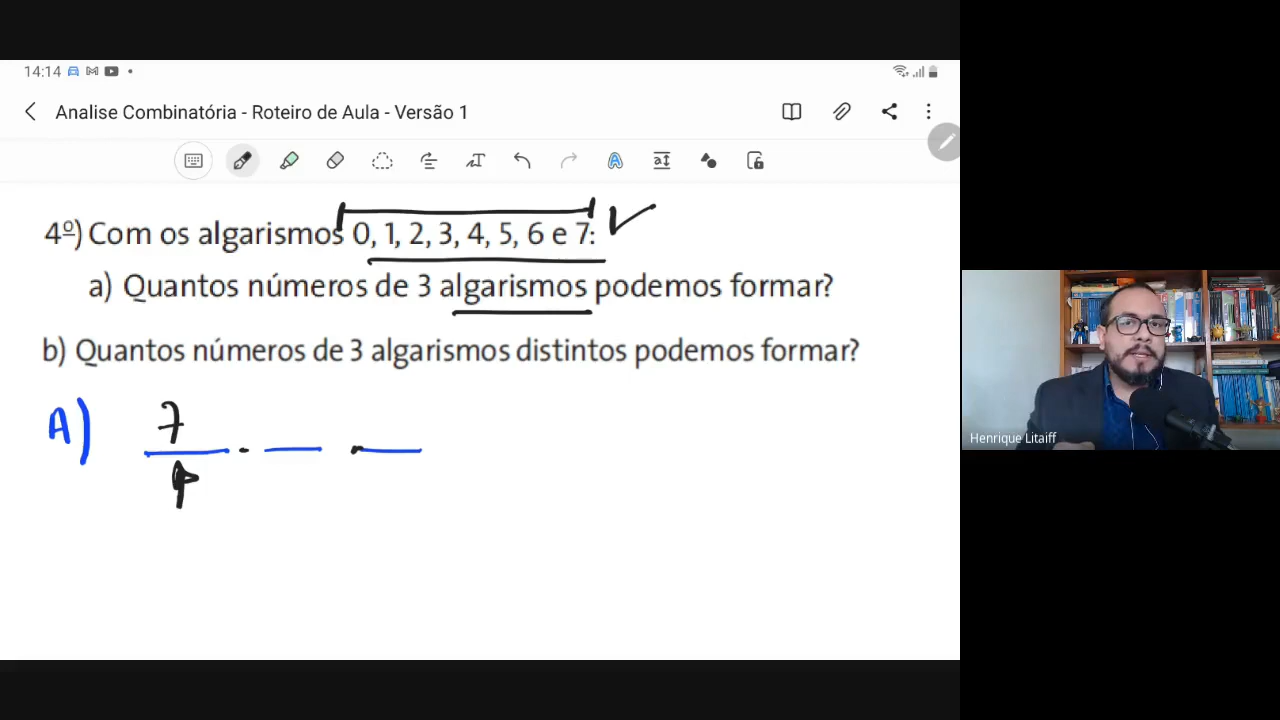 14:14
Analise Combinatória - Roteiro de Aula - Versão 1
4º) Com os algarismos 0, 1, 2, 3, 4, 5, 6 e 7:
a) Quantos números de 3 algarismos podemos formar?
b) Quantos números de 3 algarismos distintos podemos formar?
A) 7
Henrique Litaiff